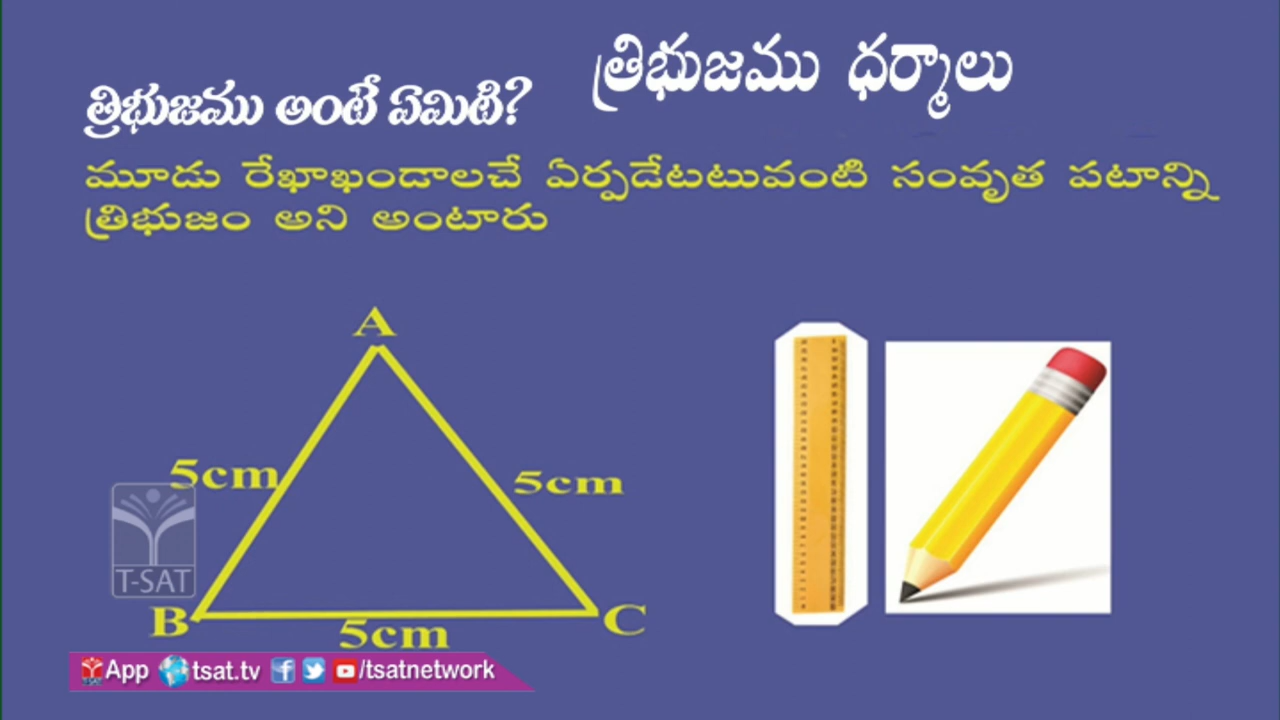 త్రిభుజము ధర్మాలు
త్రిభుజము అంటే ఏమిటి?
మూడు రేఖాఖండాలచే ఏర్పడేటటువంటి సంవృత పటాన్ని
త్రిభుజం అని అంటారు
A
5cm
5cm
T-SAT
B
C
5cm
App tsat.tv /tsatnetwork